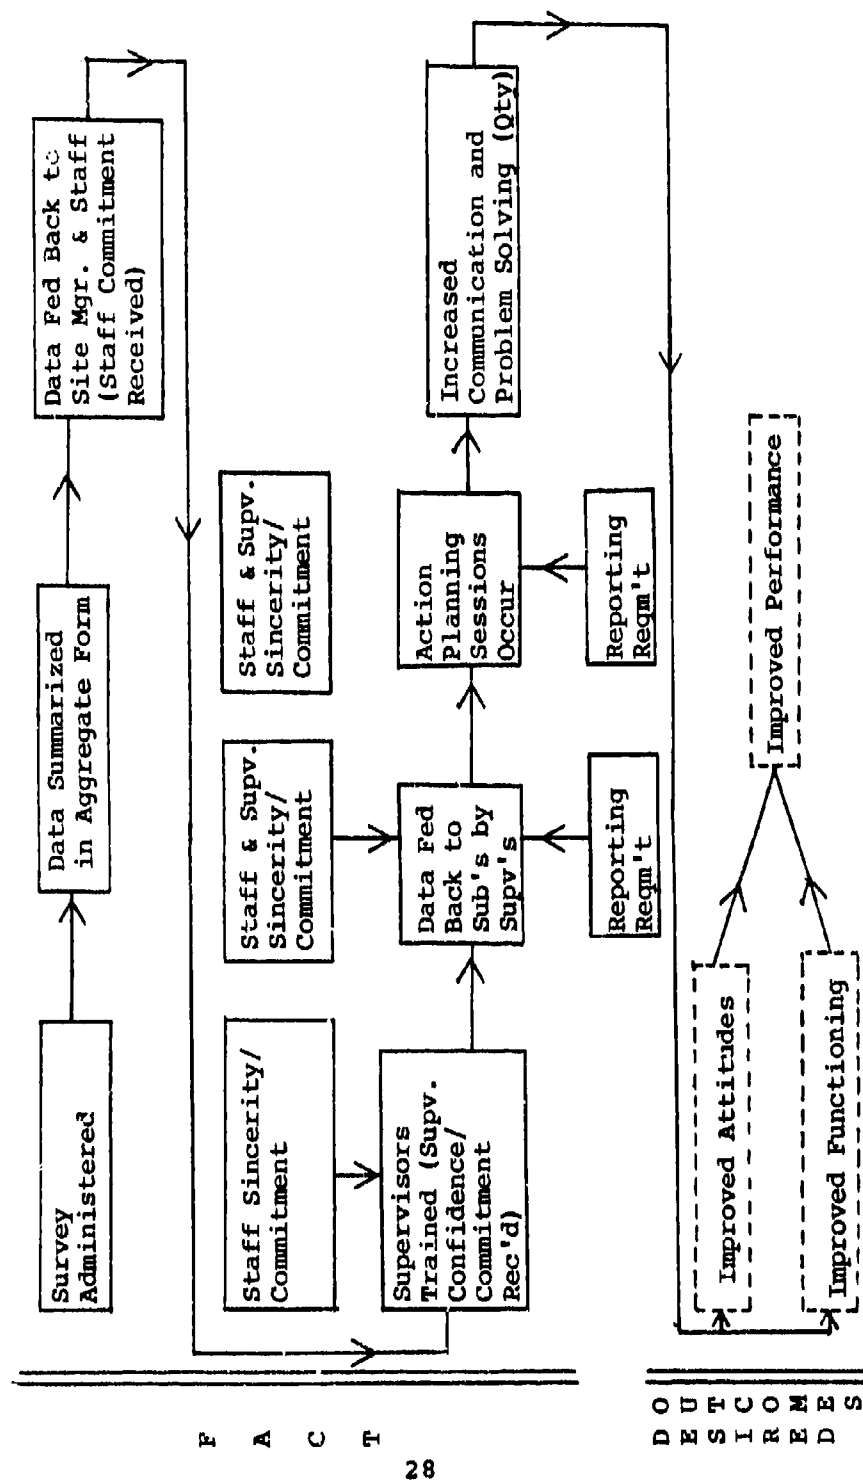 F
A
C
T
Survey
Administered
Data Summarized
in Aggregate Form
Data Fed Back to
Site Mgr. & Staff
(Staff Commitment
Received)
Staff Sincerity/
Commitment
Staff & Supv.
Sincerity/
Commitment
Staff & Supv.
Sincerity/
Commitment
Supervisors
Trained (Supv.
Confidence/
Commitment
Rec'd)
Data Fed
Back to
Sub's by
Supv's
Action
Planning
Sessions
Occur
Increased
Communication and
Problem Solving (Qty)
Reporting
Reqm't
Reporting
Reqm't
D O
E U
S T
I C
R O
E M
D E
S
Improved Attitudes
Improved Functioning
Improved Performance
28